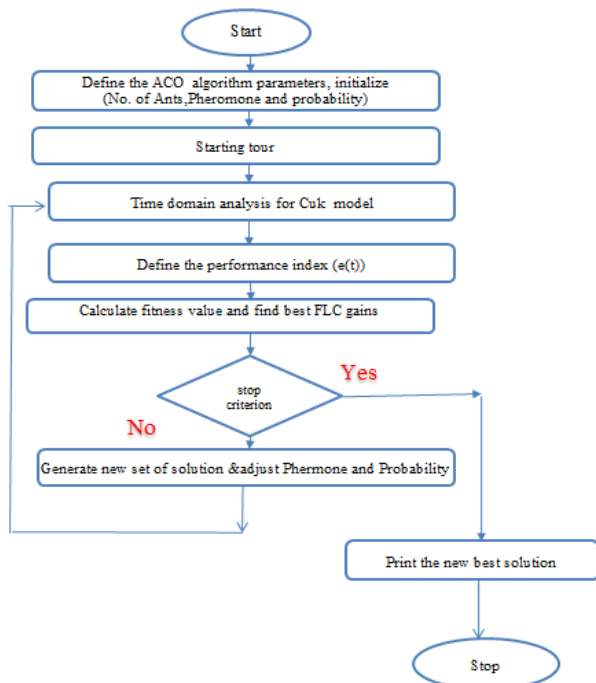 Start
Define the ACO algorithm parameters, initialize
(No. of Ants,Pheromone and probability)
Starting tour
Time domain analysis for Cuk model
Define the performance index (e(t))
Calculate fitness value and find best FLC gains
stop
criterion
Yes
No
Generate new set of solution &adjust Phermone and Probability
Print the new best solution
Stop